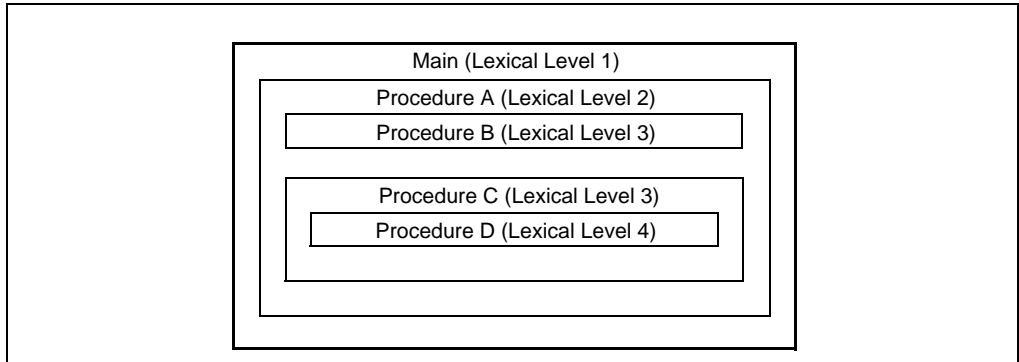 Main (Lexical Level 1)
Procedure A (Lexical Level 2)
Procedure B (Lexical Level 3)
Procedure C (Lexical Level 3)
Procedure D (Lexical Level 4)